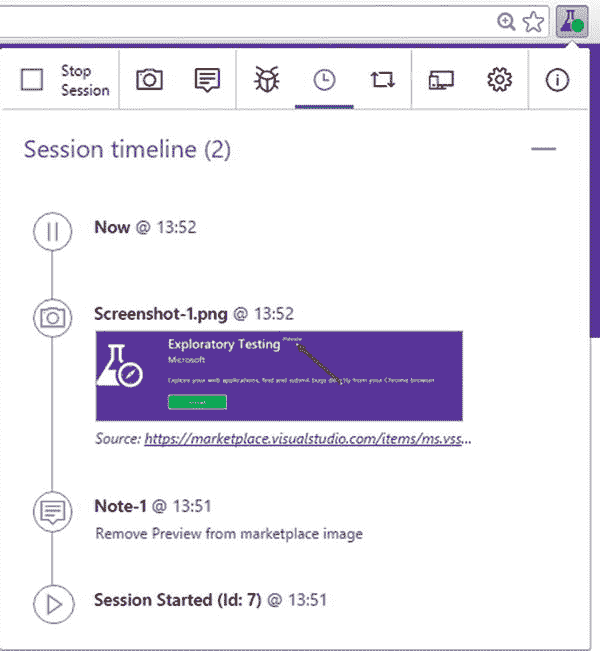 Stop
Session
Session timeline (2)
Now @ 13:52
Screenshot-1.png @ 13:52
Exploratory Testing Preview
Microsoft
Explore your web applications, find and submit bugs directly from your Chrome browser
Source: https://marketplace.visualstudio.com/items/ms.vss...
Note-1 @ 13:51
Remove Preview from marketplace image
Session Started (Id: 7) @ 13:51